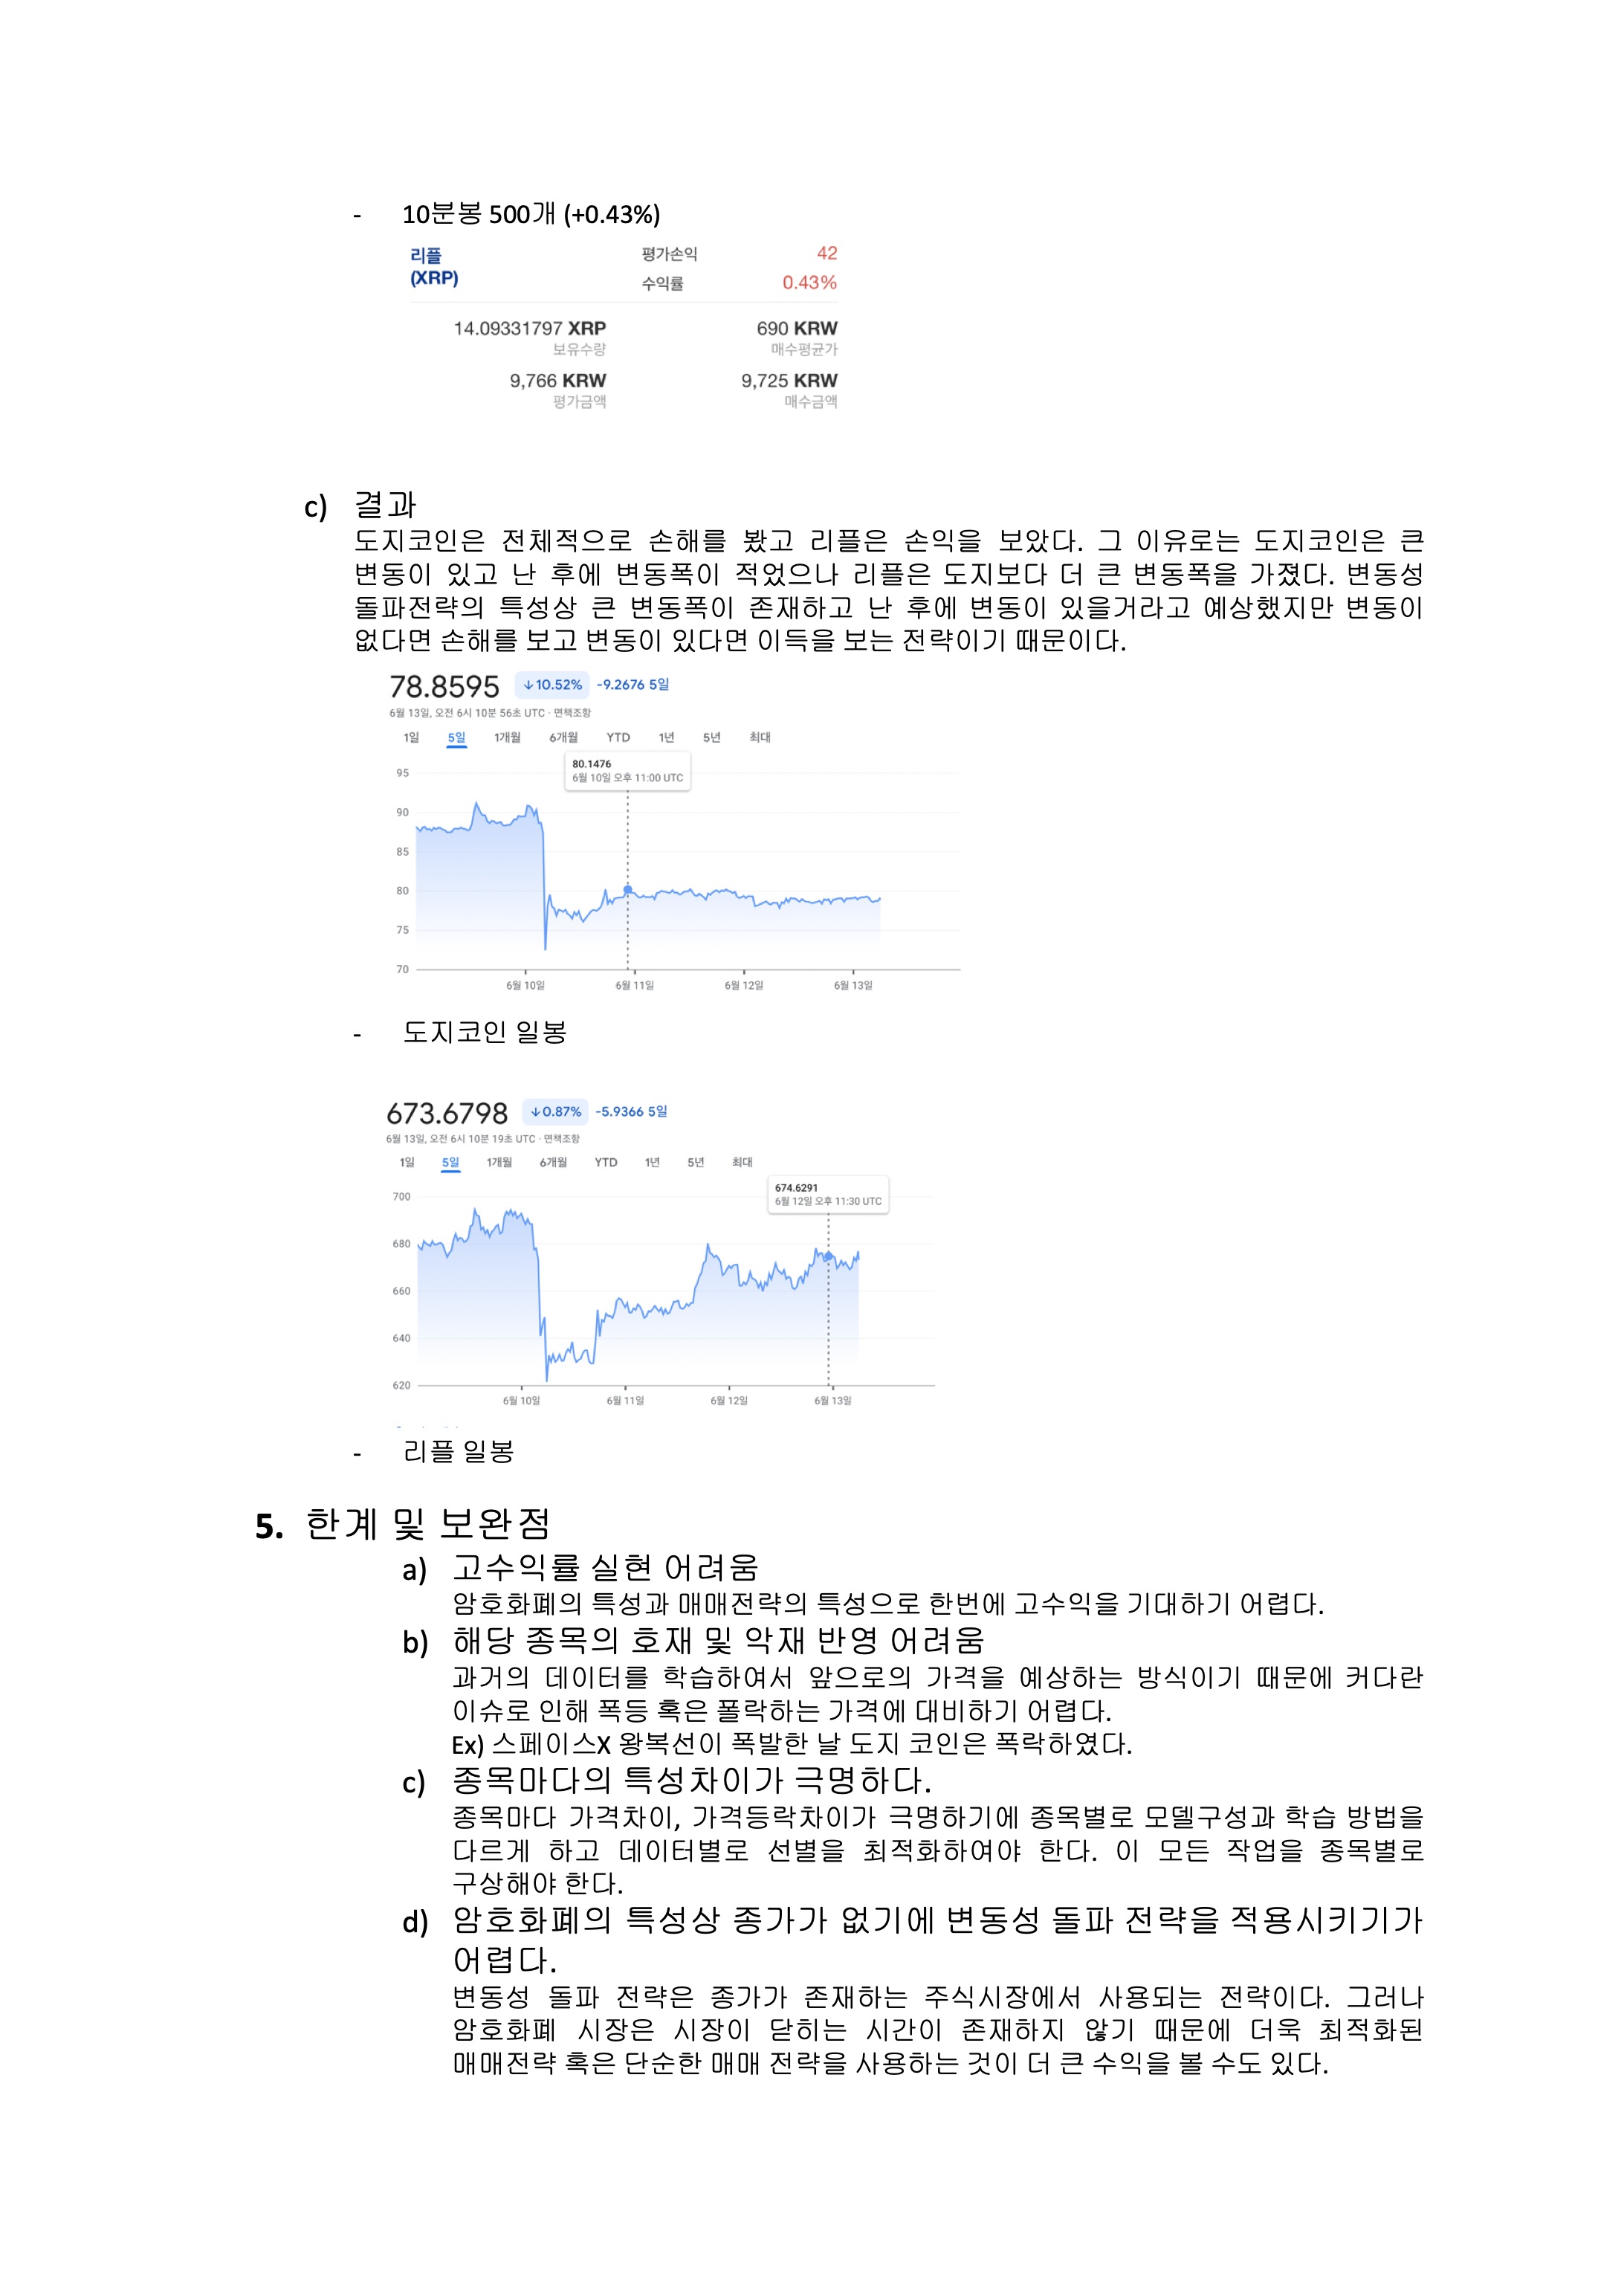 - 10분봉 500개 (+0.43%)
리플 평가손익 42
(XRP) 수익률 0.43%
14.09331797 XRP 690 KRW
보유수량 매수평균가
9,766 KRW 9,725 KRW
평가금액 매수금액
c) 결과
도지코인은 전체적으로 손해를 봤고 리플은 손익을 보았다. 그 이유로는 도지코인은 큰
변동이 있고 난 후에 변동폭이 적었으나 리플은 도지보다 더 큰 변동폭을 가졌다. 변동성
돌파전략의 특성상 큰 변동폭이 존재하고 난 후에 변동이 있을거라고 예상했지만 변동이
없다면 손해를 보고 변동이 있다면 이득을 보는 전략이기 때문이다.
78.8595 ↓10.52% -9.2676 5일
6월 13일, 오전 6시 10분 56초 UTC · 면책조항
1일 5일 1개월 6개월 YTD 1년 5년 최대
80.1476
6월 10일 오후 11:00 UTC
95
90
85
80
75
70
6월 10일 6월 11일 6월 12일 6월 13일
- 도지코인 일봉
673.6798 ↓0.87% -5.9366 5일
6월 13일, 오전 6시 10분 19초 UTC · 면책조항
1일 5일 1개월 6개월 YTD 1년 5년 최대
674.6291
6월 12일 오후 11:30 UTC
700
680
660
640
620
6월 10일 6월 11일 6월 12일 6월 13일
- 리플 일봉
5. 한계 및 보완점
a) 고수익률 실현 어려움
암호화폐의 특성과 매매전략의 특성으로 한번에 고수익을 기대하기 어렵다.
b) 해당 종목의 호재 및 악재 반영 어려움
과거의 데이터를 학습하여서 앞으로의 가격을 예상하는 방식이기 때문에 커다란
이슈로 인해 폭등 혹은 폴락하는 가격에 대비하기 어렵다.
Ex) 스페이스X 왕복선이 폭발한 날 도지 코인은 폭락하였다.
c) 종목마다의 특성차이가 극명하다.
종목마다 가격차이, 가격등락차이가 극명하기에 종목별로 모델구성과 학습 방법을
다르게 하고 데이터별로 선별을 최적화하여야 한다. 이 모든 작업을 종목별로
구상해야 한다.
d) 암호화폐의 특성상 종가가 없기에 변동성 돌파 전략을 적용시키기가
어렵다.
변동성 돌파 전략은 종가가 존재하는 주식시장에서 사용되는 전략이다. 그러나
암호화폐 시장은 시장이 닫히는 시간이 존재하지 않기 때문에 더욱 최적화된
매매전략 혹은 단순한 매매 전략을 사용하는 것이 더 큰 수익을 볼 수도 있다.